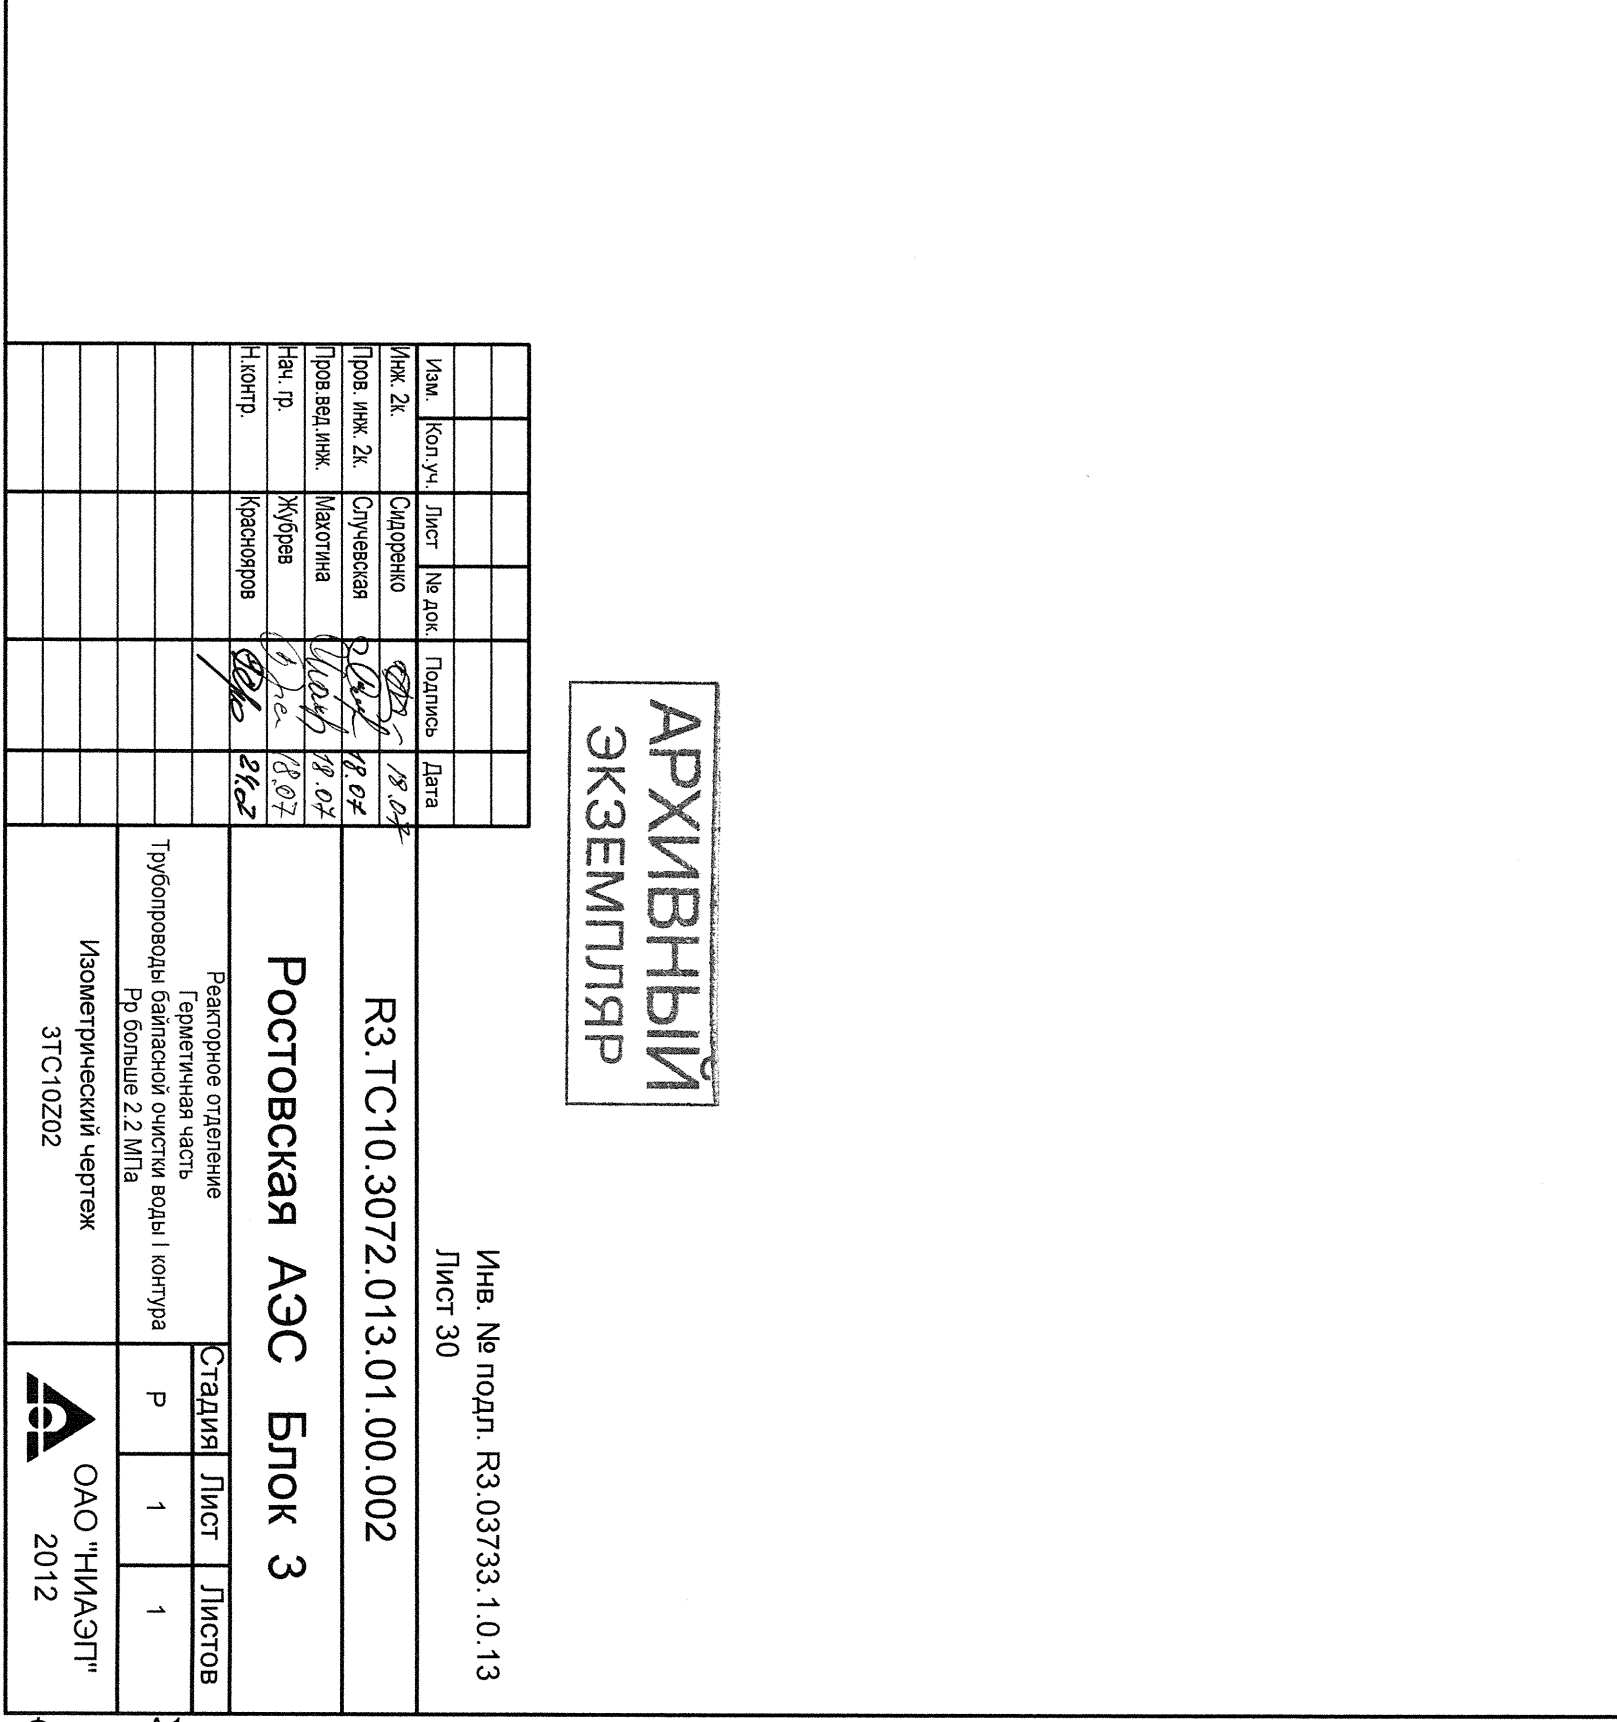 АРХИВНЫЙ
ЭКЗЕМПЛЯР
Инв. № подл. R3.03733.1.0.13
Лист 30
Изм. Кол.уч. Лист № док. Подпись Дата
R3.TC10.3072.013.01.00.002
Инж. 2к. Сидоренко 18.07
Пров. инж. 2к. Случевская 18.07
Пров.вед.инж. Махотина 18.07
Нач. гр. Жубрев 18.07
Н.контр. Краснояров
Ростовская АЭС Блок 3
Реакторное отделение
Герметичная часть
Трубопроводы байпасной очистки воды I контура
Рр больше 2.2 МПа
Стадия Лист Листов
Р 1 1
Изометрический чертеж
3TC10Z02
ОАО "НИАЭП"
2012